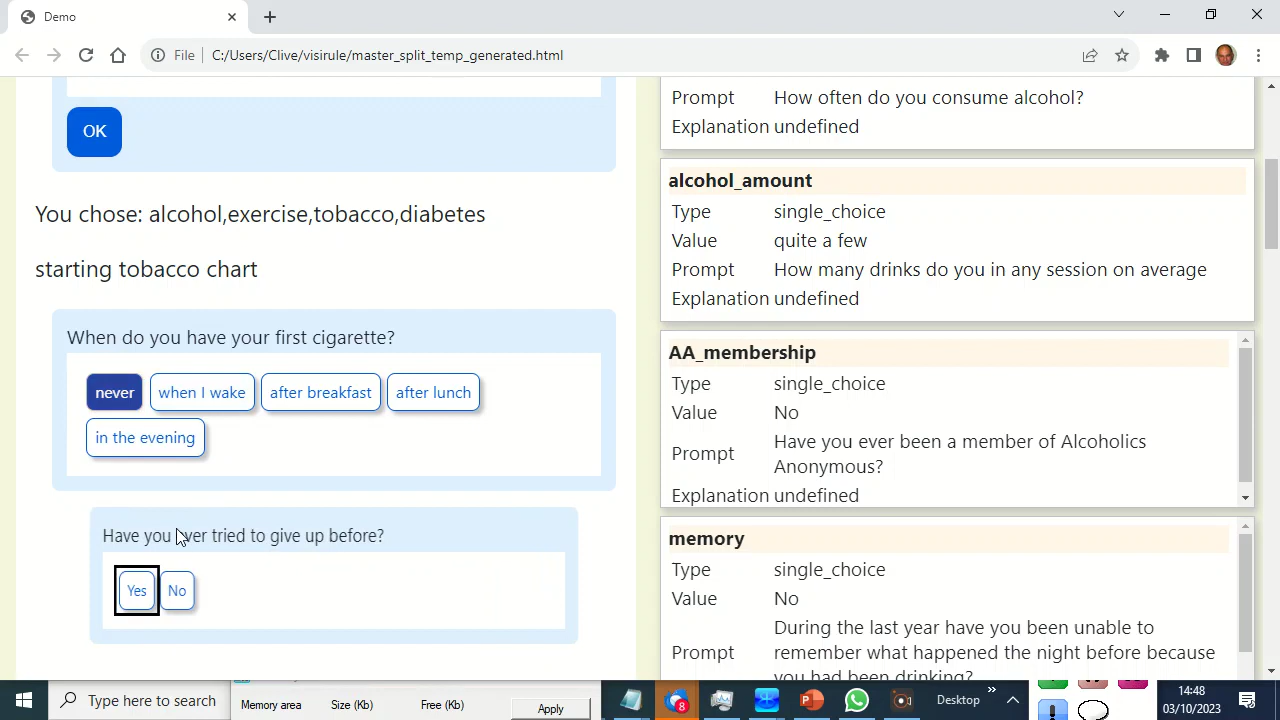 Demo
File
C:/Users/Clive/visirule/master_split_temp_generated.html
OK
You chose: alcohol,exercise,tobacco,diabetes
starting tobacco chart
When do you have your first cigarette?
never
when I wake
after breakfast
after lunch
in the evening
Have you ever tried to give up before?
Yes
No
Prompt How often do you consume alcohol?
Explanation undefined
alcohol_amount
Type single_choice
Value quite a few
Prompt How many drinks do you in any session on average
Explanation undefined
AA_membership
Type single_choice
Value No
Prompt Have you ever been a member of Alcoholics
Anonymous?
Explanation undefined
memory
Type single_choice
Value No
Prompt During the last year have you been unable to
remember what happened the night before because
you had been drinking?
Type here to search
Memory area Size (Kb) Free (Kb) Apply
8
Desktop
14:48
03/10/2023